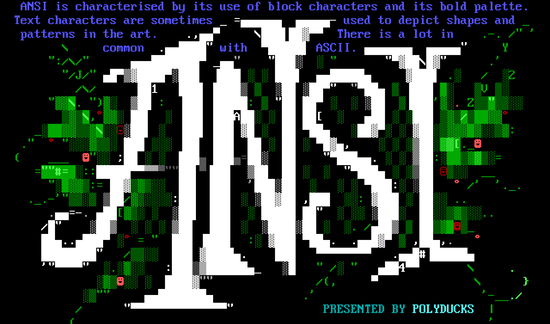 ANSI is characterised by its use of block characters and its bold palette.
Text characters are sometimes used to depict shapes and
patterns in the art. There is a lot in
common with ASCII.
ANSI
PRESENTED BY POLYDUCKS